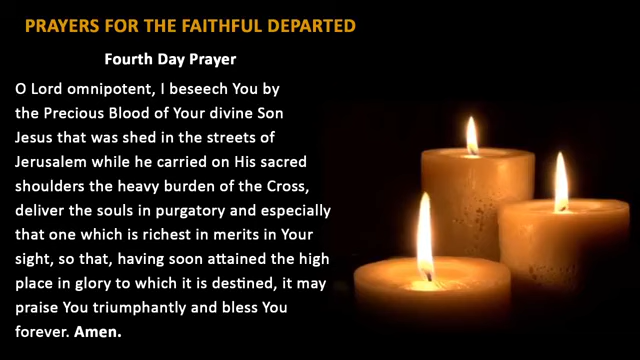 PRAYERS FOR THE FAITHFUL DEPARTED
Fourth Day Prayer
O Lord omnipotent, I beseech You by
the Precious Blood of Your divine Son
Jesus that was shed in the streets of
Jerusalem while he carried on His sacred
shoulders the heavy burden of the Cross,
deliver the souls in purgatory and especially
that one which is richest in merits in Your
sight, so that, having soon attained the high
place in glory to which it is destined, it may
praise You triumphantly and bless You
forever. Amen.